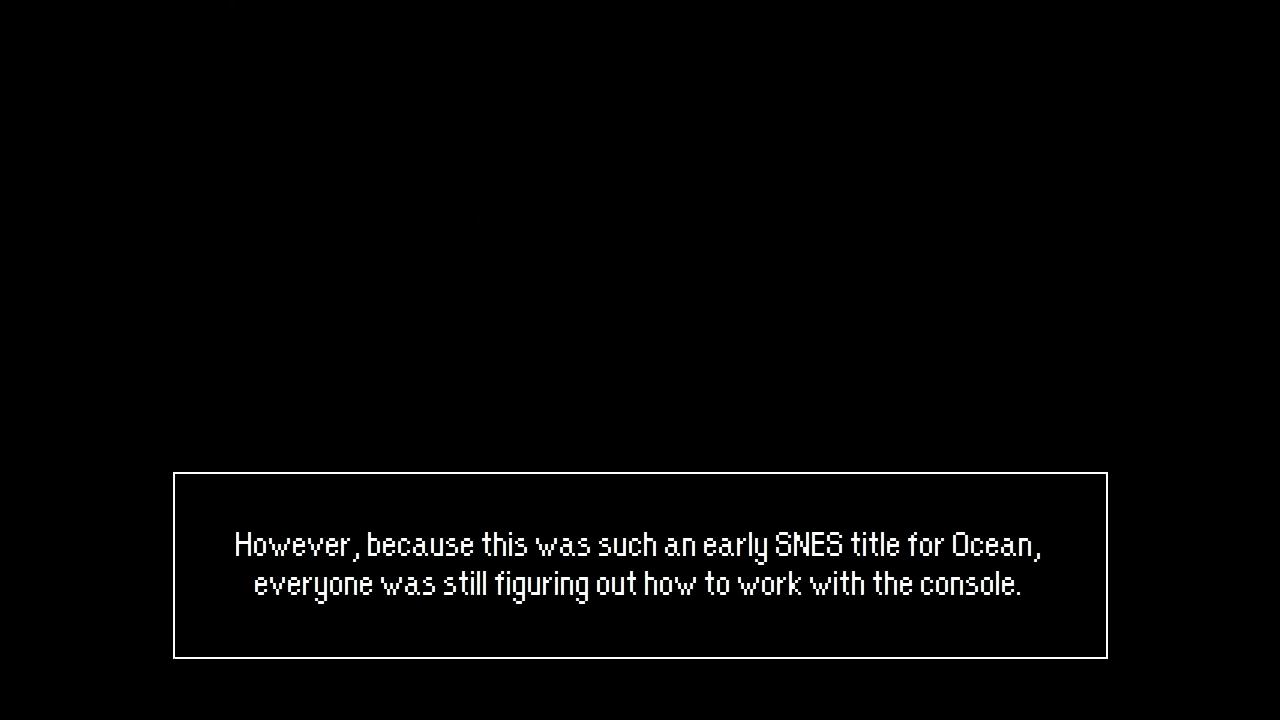 However, because this was such an early SNES title for Ocean,
everyone was still figuring out how to work with the console.